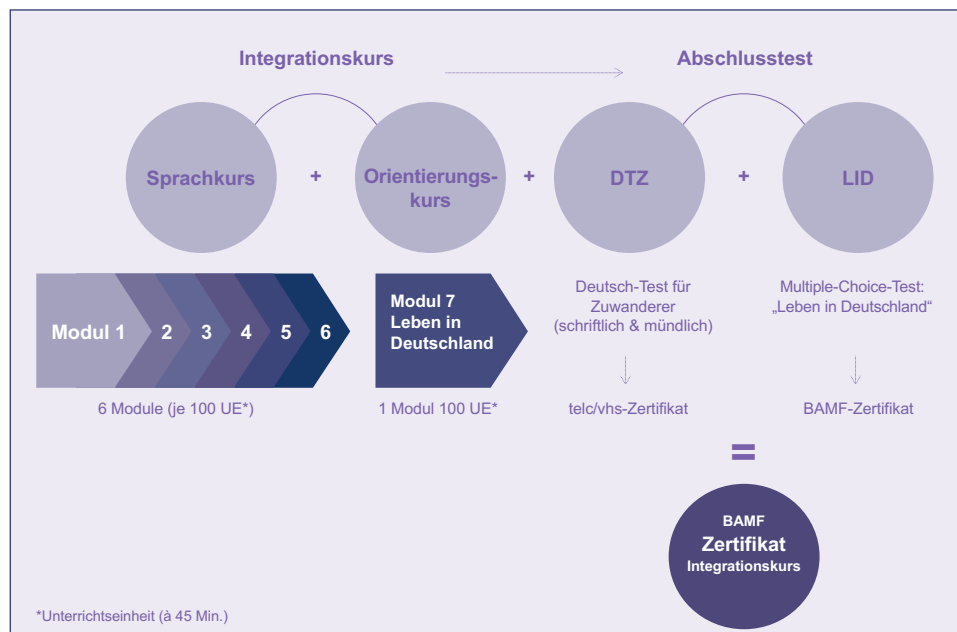 Integrationskurs
Abschlusstest
Sprachkurs
+
Orientierungs-
kurs
+
DTZ
+
LID
Modul 1
2
3
4
5
6
Modul 7
Leben in
Deutschland
Deutsch-Test für
Zuwanderer
(schriftlich & mündlich)
Multiple-Choice-Test:
„Leben in Deutschland“
6 Module (je 100 UE*)
1 Modul 100 UE*
telc/vhs-Zertifikat
BAMF-Zertifikat
=
BAMF
Zertifikat
Integrationskurs
*Unterrichtseinheit (à 45 Min.)